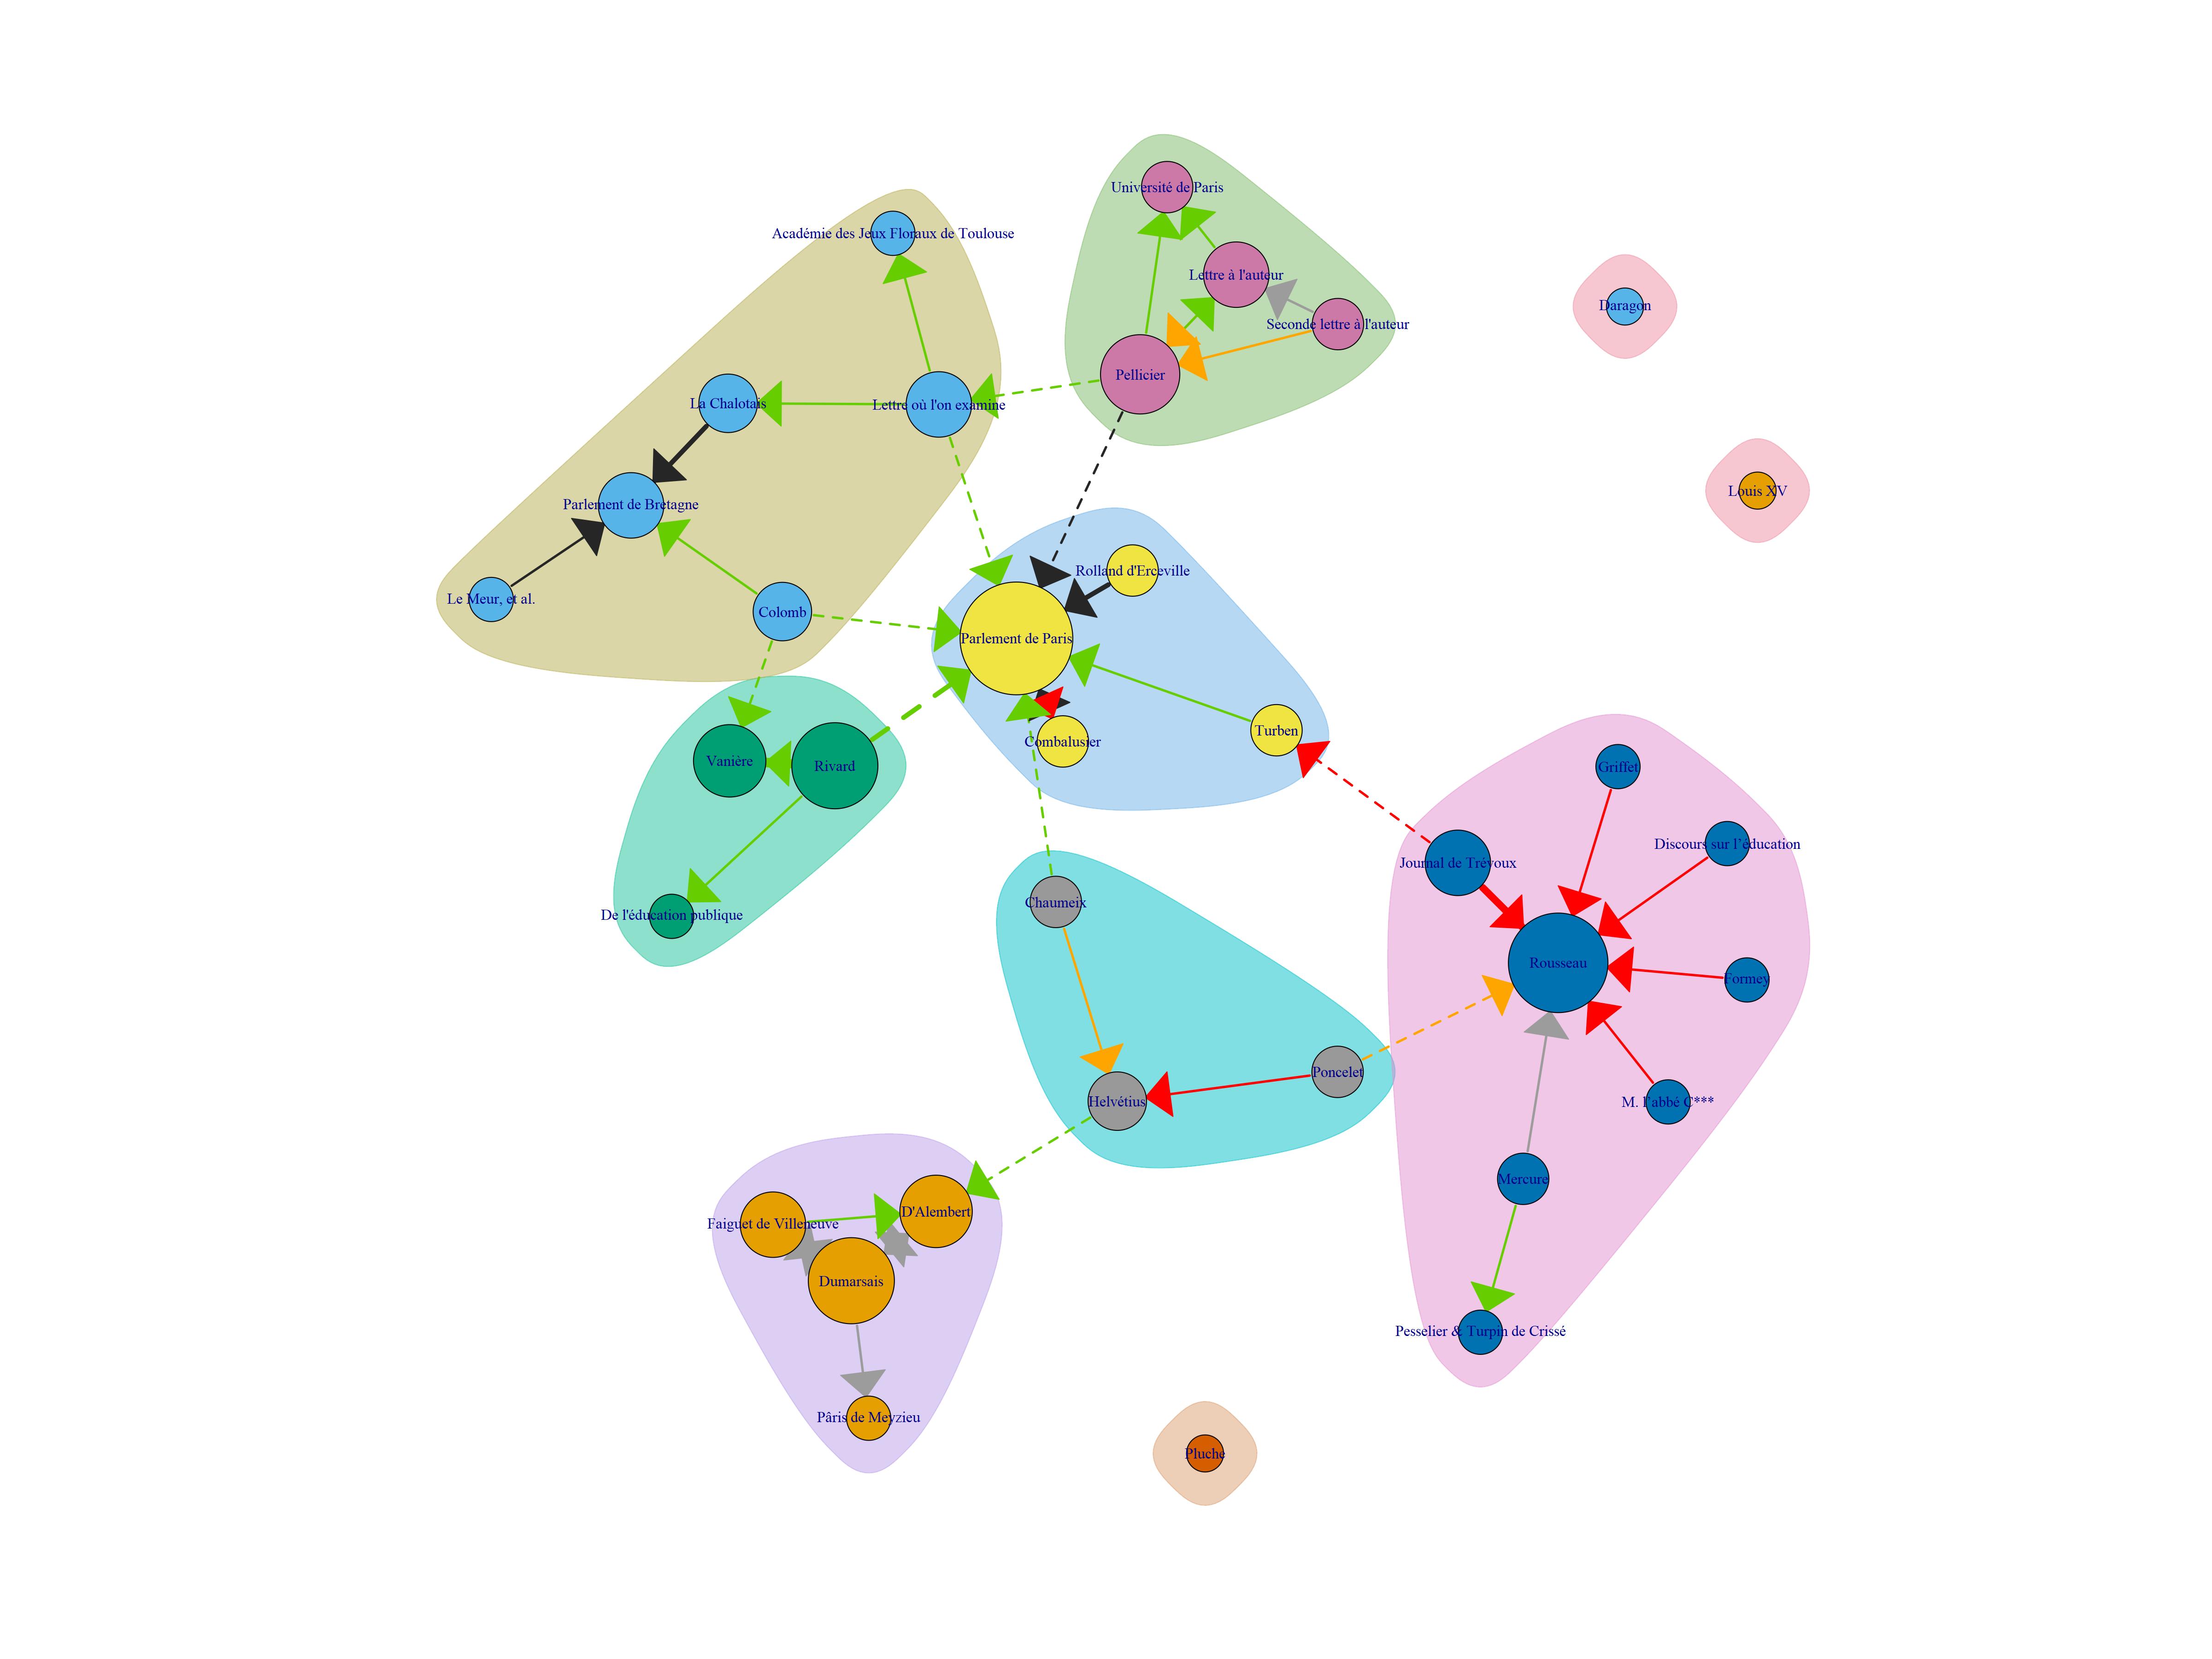 Université de Paris
Académie des Jeux Floraux de Toulouse
Lettre à l'auteur
Daragon
Seconde lettre à l'auteur
Pellicier
La Chalotais
Lettre où l'on examine
Louis XV
Parlement de Bretagne
Rolland d'Erceville
Le Meur, et al.
Colomb
Parlement de Paris
Turben
Combalusier
Vanière
Rivard
Griffet
Discours sur l’éducation
Journal de Trévoux
Chaumeix
De l'éducation publique
Rousseau
Formey
Poncelet
Helvétius
M. l’abbé C***
Mercure
D'Alembert
Faiguet de Villeneuve
Dumarsais
Pesselier & Turpin de Crissé
Pâris de Meyzieu
Pluche